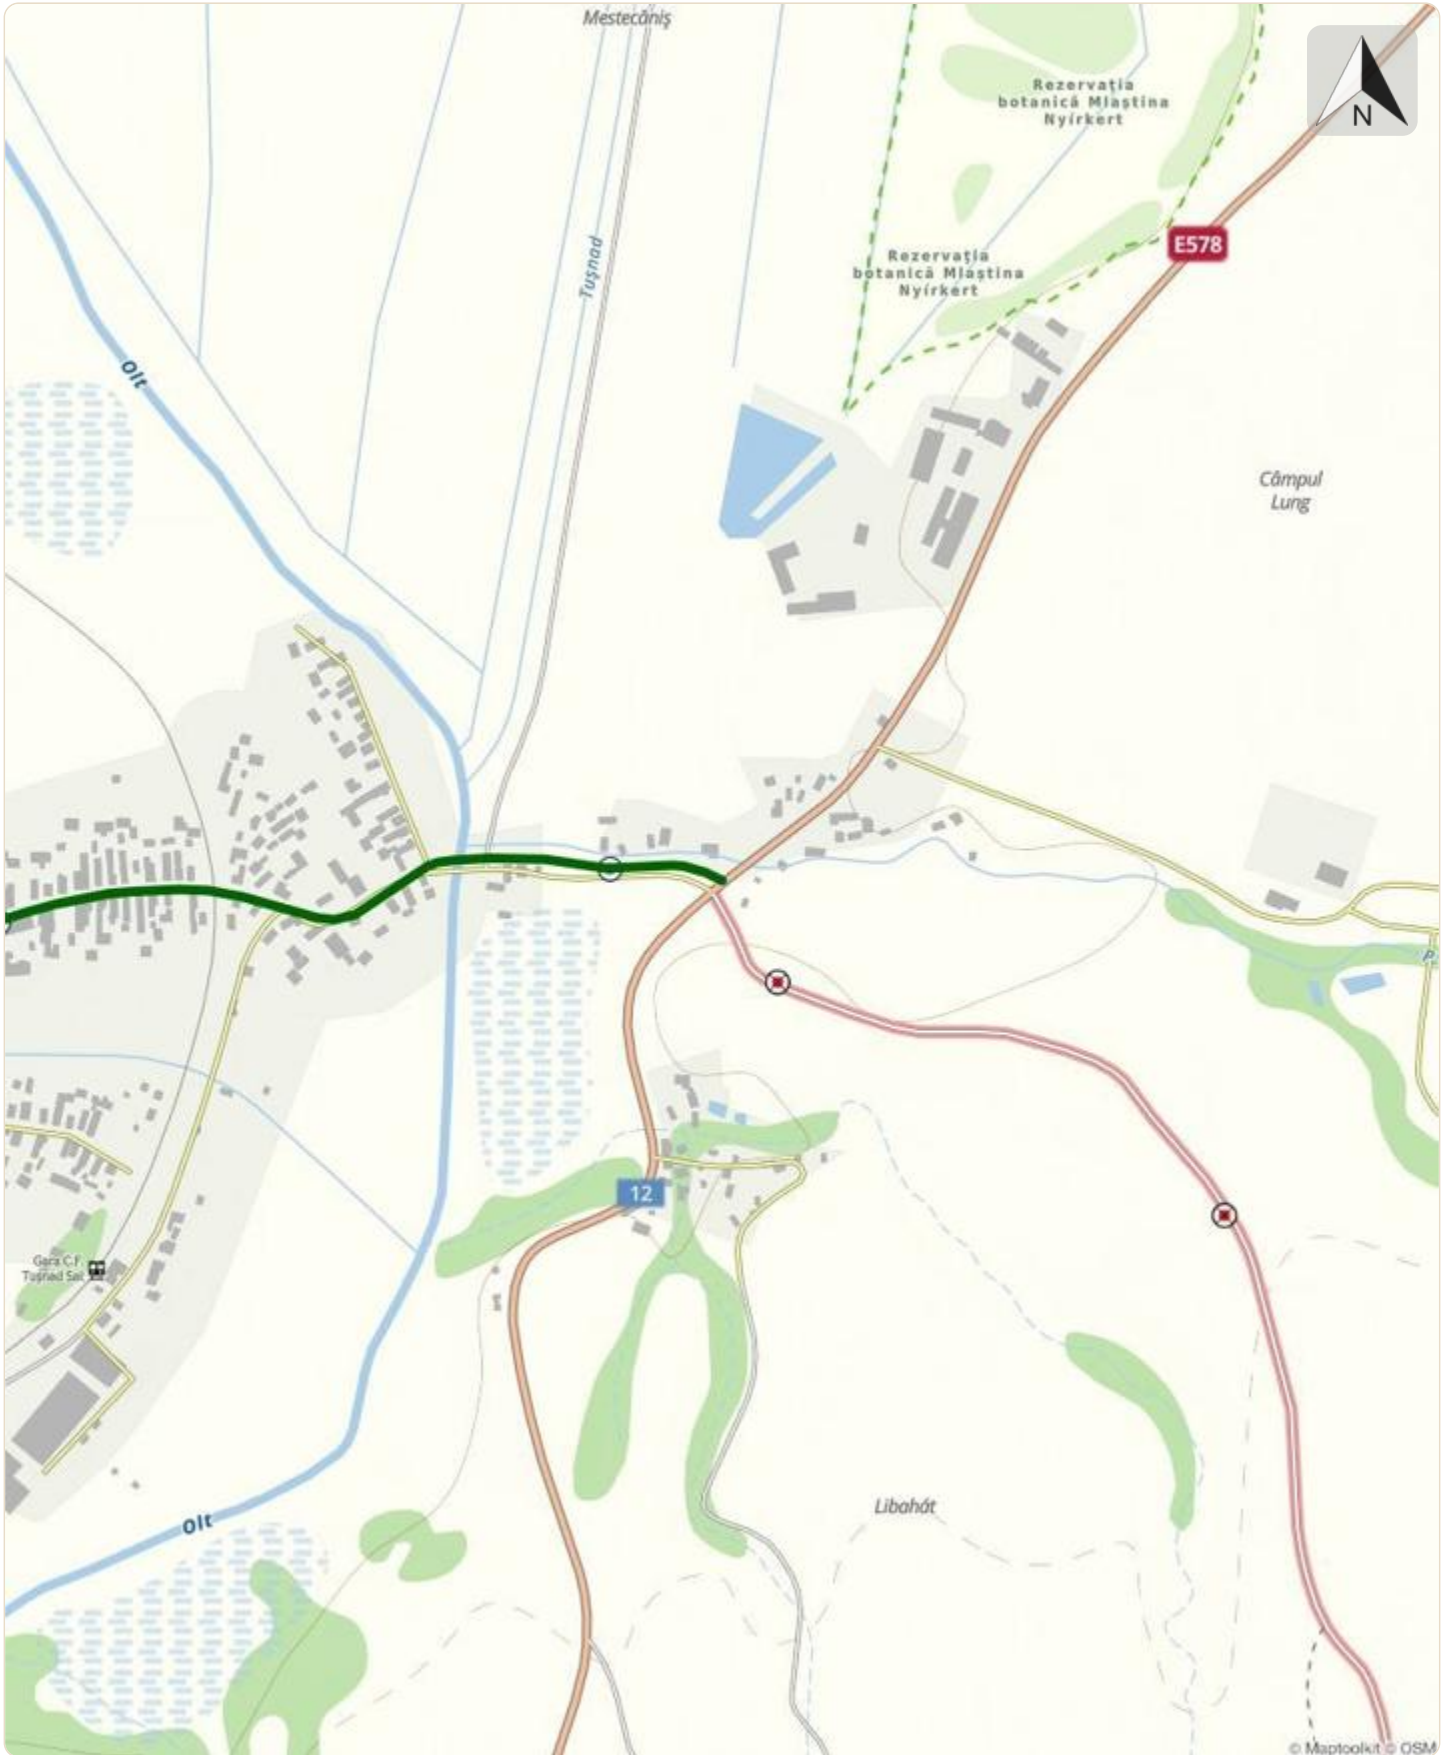 Mestecăniș
N
Rezervația
botanică Mlaștina
Nyírkert
E578
Tușnad
Rezervația
botanică Mlaștina
Nyírkert
Olt
Câmpul
Lung
P.
12
Gara C.F.
Tușnad Sat
Libahát
Olt
© Maptoolkit © OSM